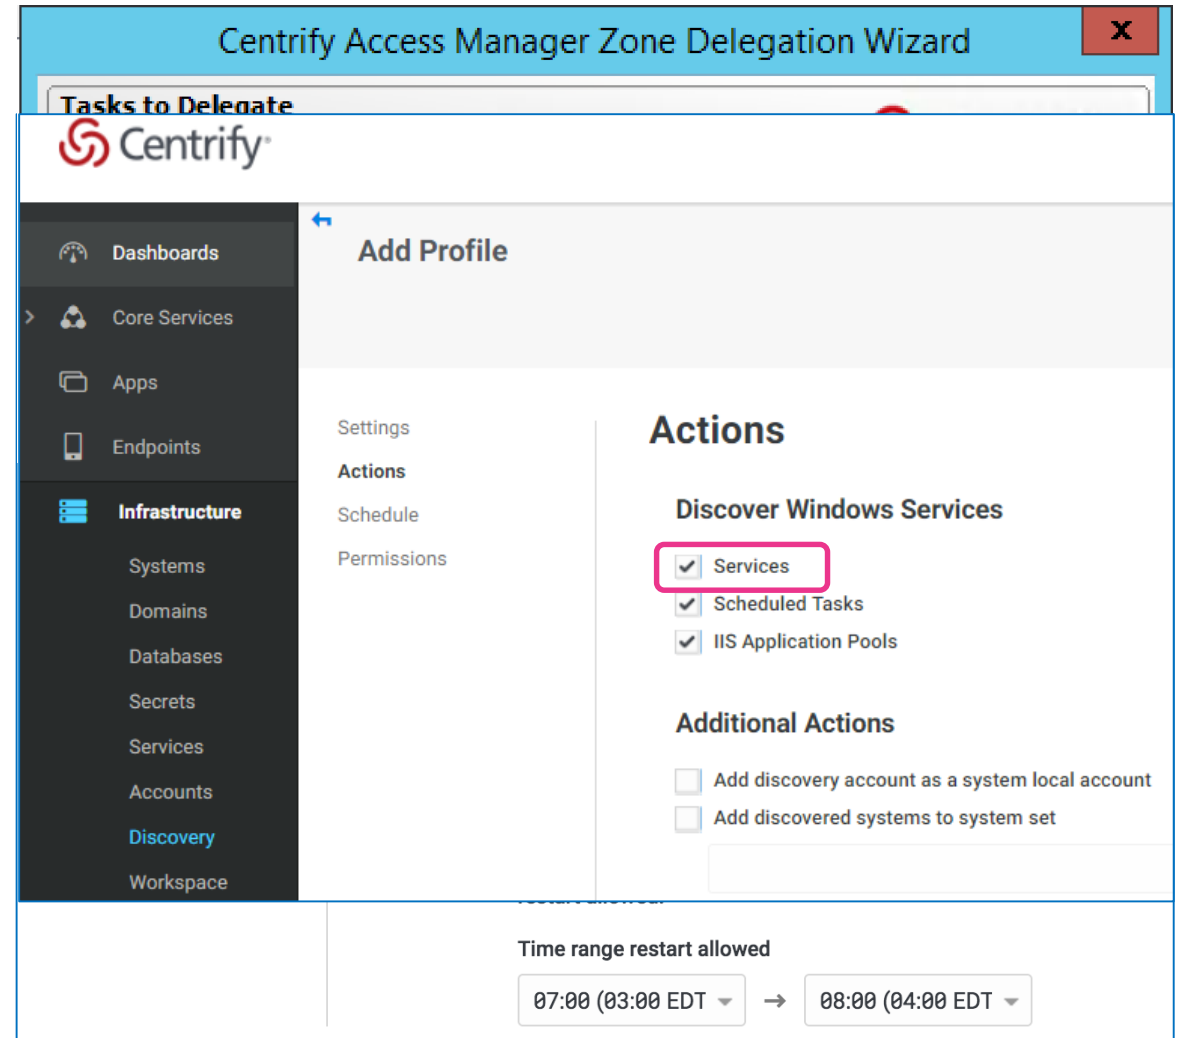 Centrify Access Manager Zone Delegation Wizard
x
Tasks to Delegate
Centrify
Add Profile
Dashboards
Core Services
Apps
Endpoints
Infrastructure
Systems
Domains
Databases
Secrets
Services
Accounts
Discovery
Workspace
Settings
Actions
Schedule
Permissions
Actions
Discover Windows Services
Services
Scheduled Tasks
IIS Application Pools
Additional Actions
Add discovery account as a system local account
Add discovered systems to system set
Time range restart allowed
07:00 (03:00 EDT → 08:00 (04:00 EDT